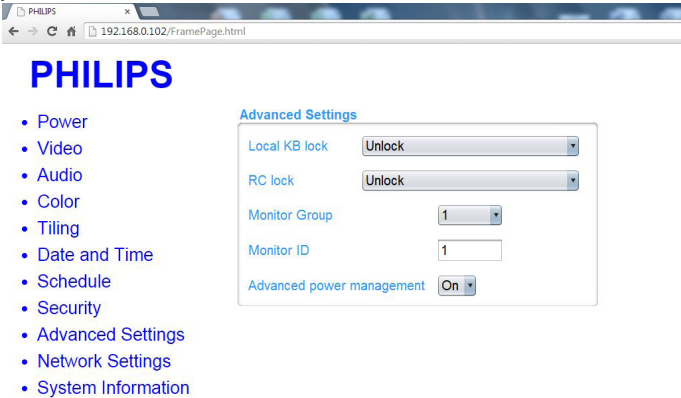 PHILIPS ×
192.168.0.102/FramePage.html
PHILIPS
• Power
• Video
• Audio
• Color
• Tiling
• Date and Time
• Schedule
• Security
• Advanced Settings
• Network Settings
• System Information
Advanced Settings
Local KB lock Unlock
RC lock Unlock
Monitor Group 1
Monitor ID 1
Advanced power management On